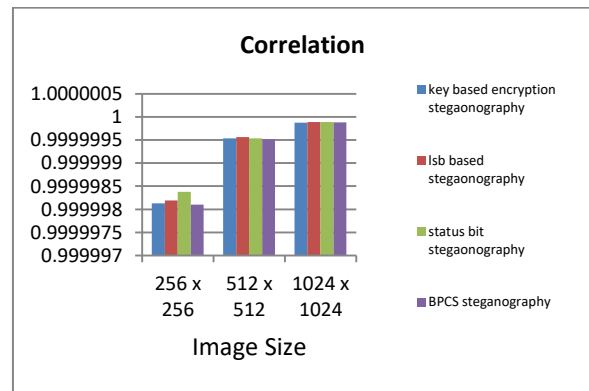 Correlation
1.0000005
1
0.9999995
0.999999
0.9999985
0.999998
0.9999975
0.999997
256 x
256
512 x
512
1024 x
1024
Image Size
key based encryption
stegaonography
lsb based
stegaonography
status bit
stegaonography
BPCS steganography